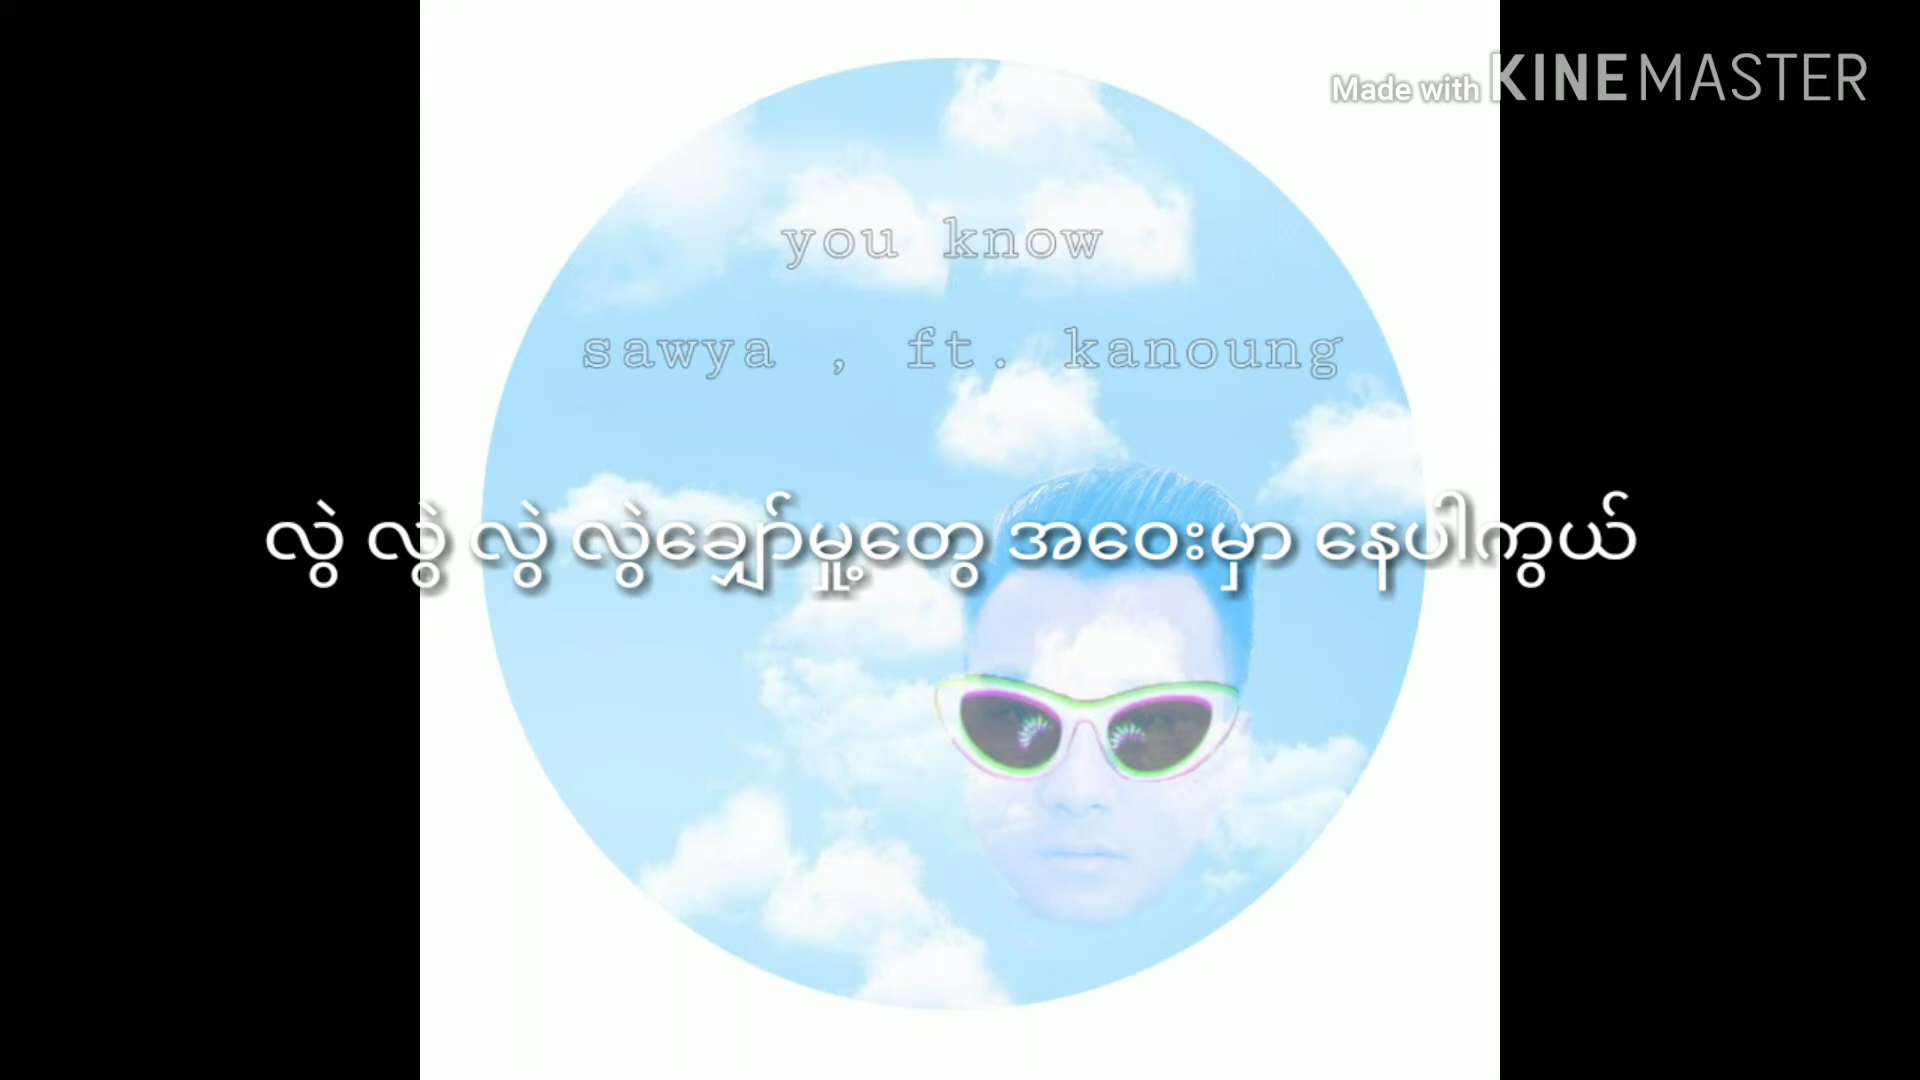 Made with KINEMASTER
you know
sawya , ft. kanoung
လွဲ လွဲ လွဲ လွဲချော်မှု့တွေ အဝေးမှာ နေပါကွယ်